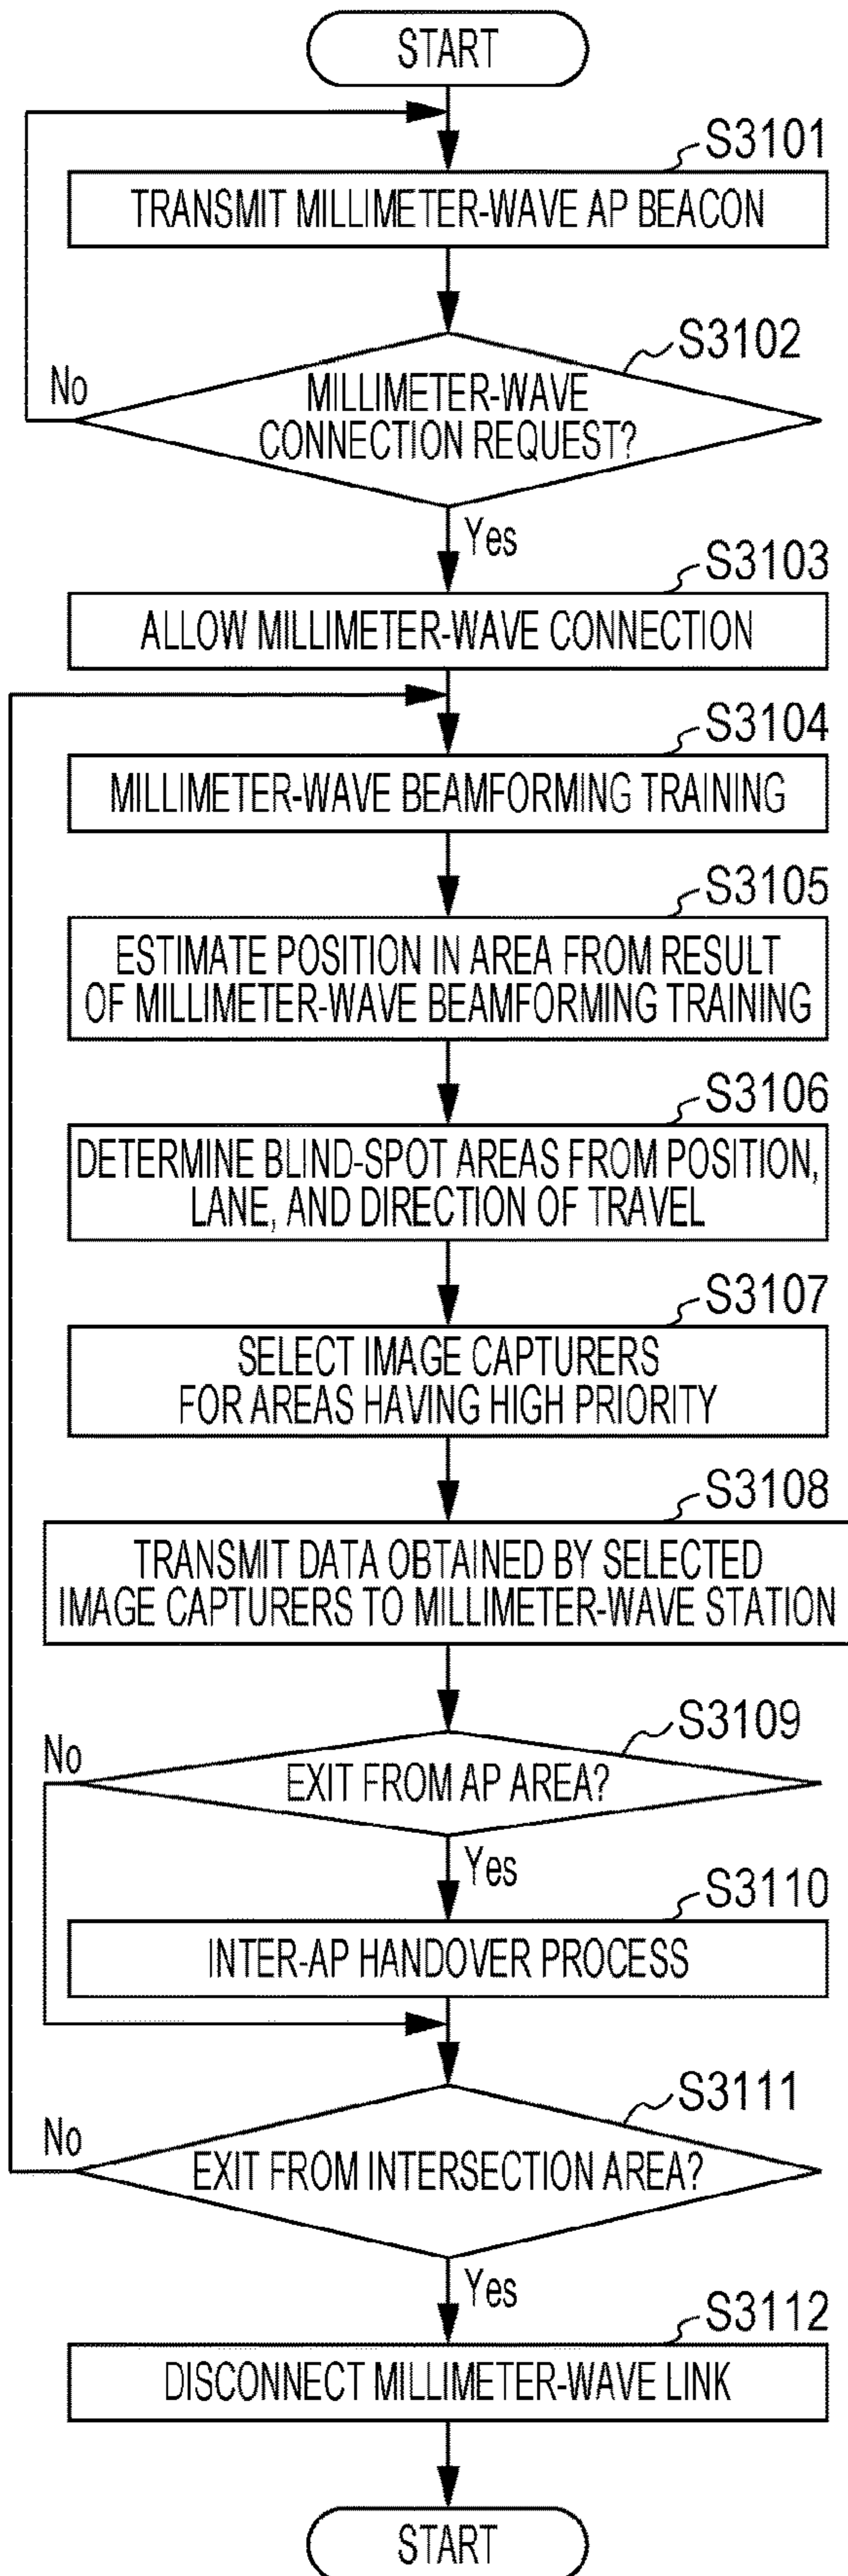 START
S3101
TRANSMIT MILLIMETER-WAVE AP BEACON
S3102
No
MILLIMETER-WAVE
CONNECTION REQUEST?
Yes
S3103
ALLOW MILLIMETER-WAVE CONNECTION
S3104
MILLIMETER-WAVE BEAMFORMING TRAINING
S3105
ESTIMATE POSITION IN AREA FROM RESULT
OF MILLIMETER-WAVE BEAMFORMING TRAINING
S3106
DETERMINE BLIND-SPOT AREAS FROM POSITION,
LANE, AND DIRECTION OF TRAVEL
S3107
SELECT IMAGE CAPTURERS
FOR AREAS HAVING HIGH PRIORITY
S3108
TRANSMIT DATA OBTAINED BY SELECTED
IMAGE CAPTURERS TO MILLIMETER-WAVE STATION
S3109
No
EXIT FROM AP AREA?
Yes
S3110
INTER-AP HANDOVER PROCESS
S3111
No
EXIT FROM INTERSECTION AREA?
Yes
S3112
DISCONNECT MILLIMETER-WAVE LINK
START